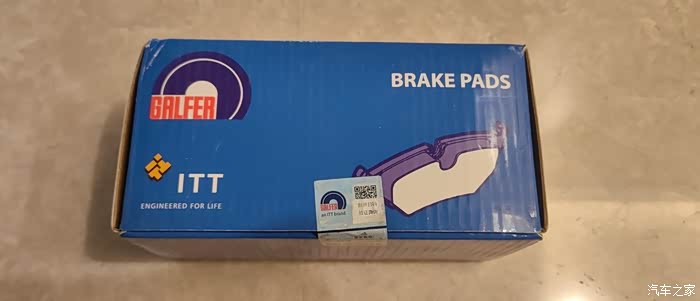 GALFER
BRAKE PADS
ITT
ENGINEERED FOR LIFE
GALFER
an ITT brand
汽车之家